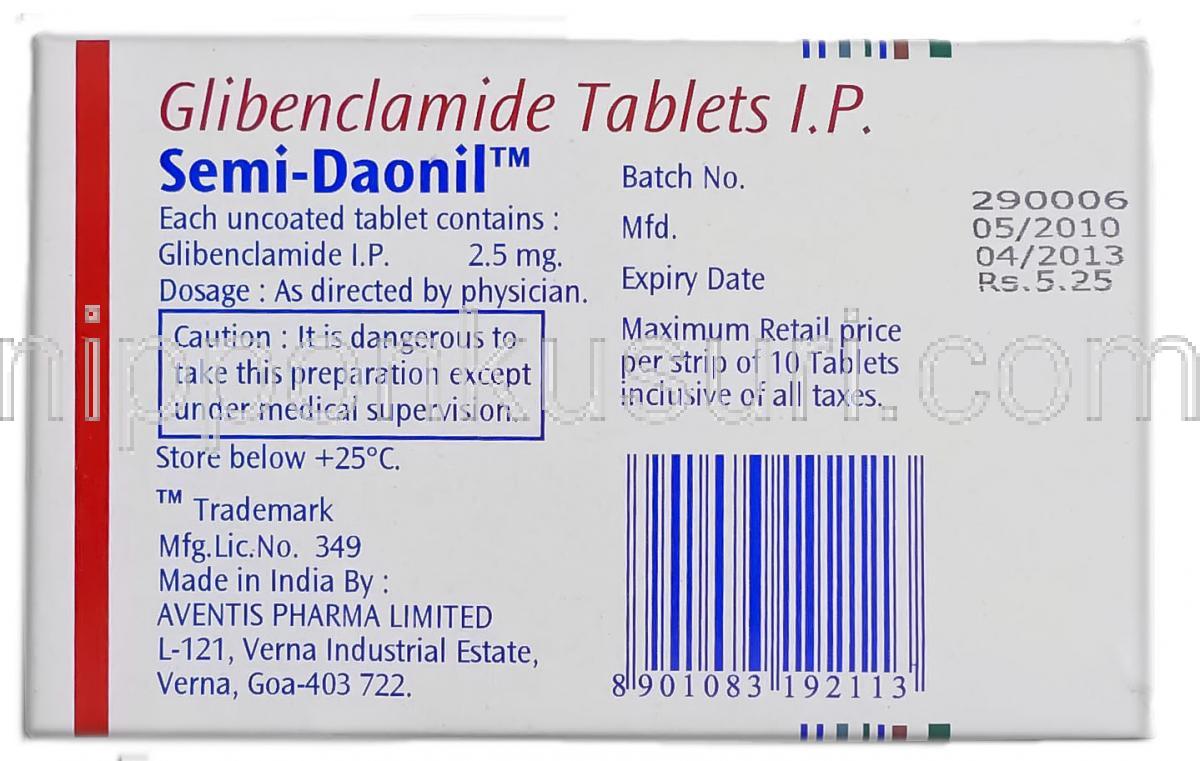 Glibenclamide Tablets I.P.
Semi-Daonil™
Each uncoated tablet contains :
Glibenclamide I.P. 2.5 mg.
Dosage : As directed by physician.
Caution : It is dangerous to
take this preparation except
under medical supervision.
Store below +25°C.
™ Trademark
Mfg.Lic.No. 349
Made in India By :
AVENTIS PHARMA LIMITED
L-121, Verna Industrial Estate,
Verna, Goa-403 722.
Batch No.
Mfd.
Expiry Date
Maximum Retail price
per strip of 10 Tablets
inclusive of all taxes.
290006
05/2010
04/2013
Rs.5.25
8 901083 192113
nipponkusuri.com